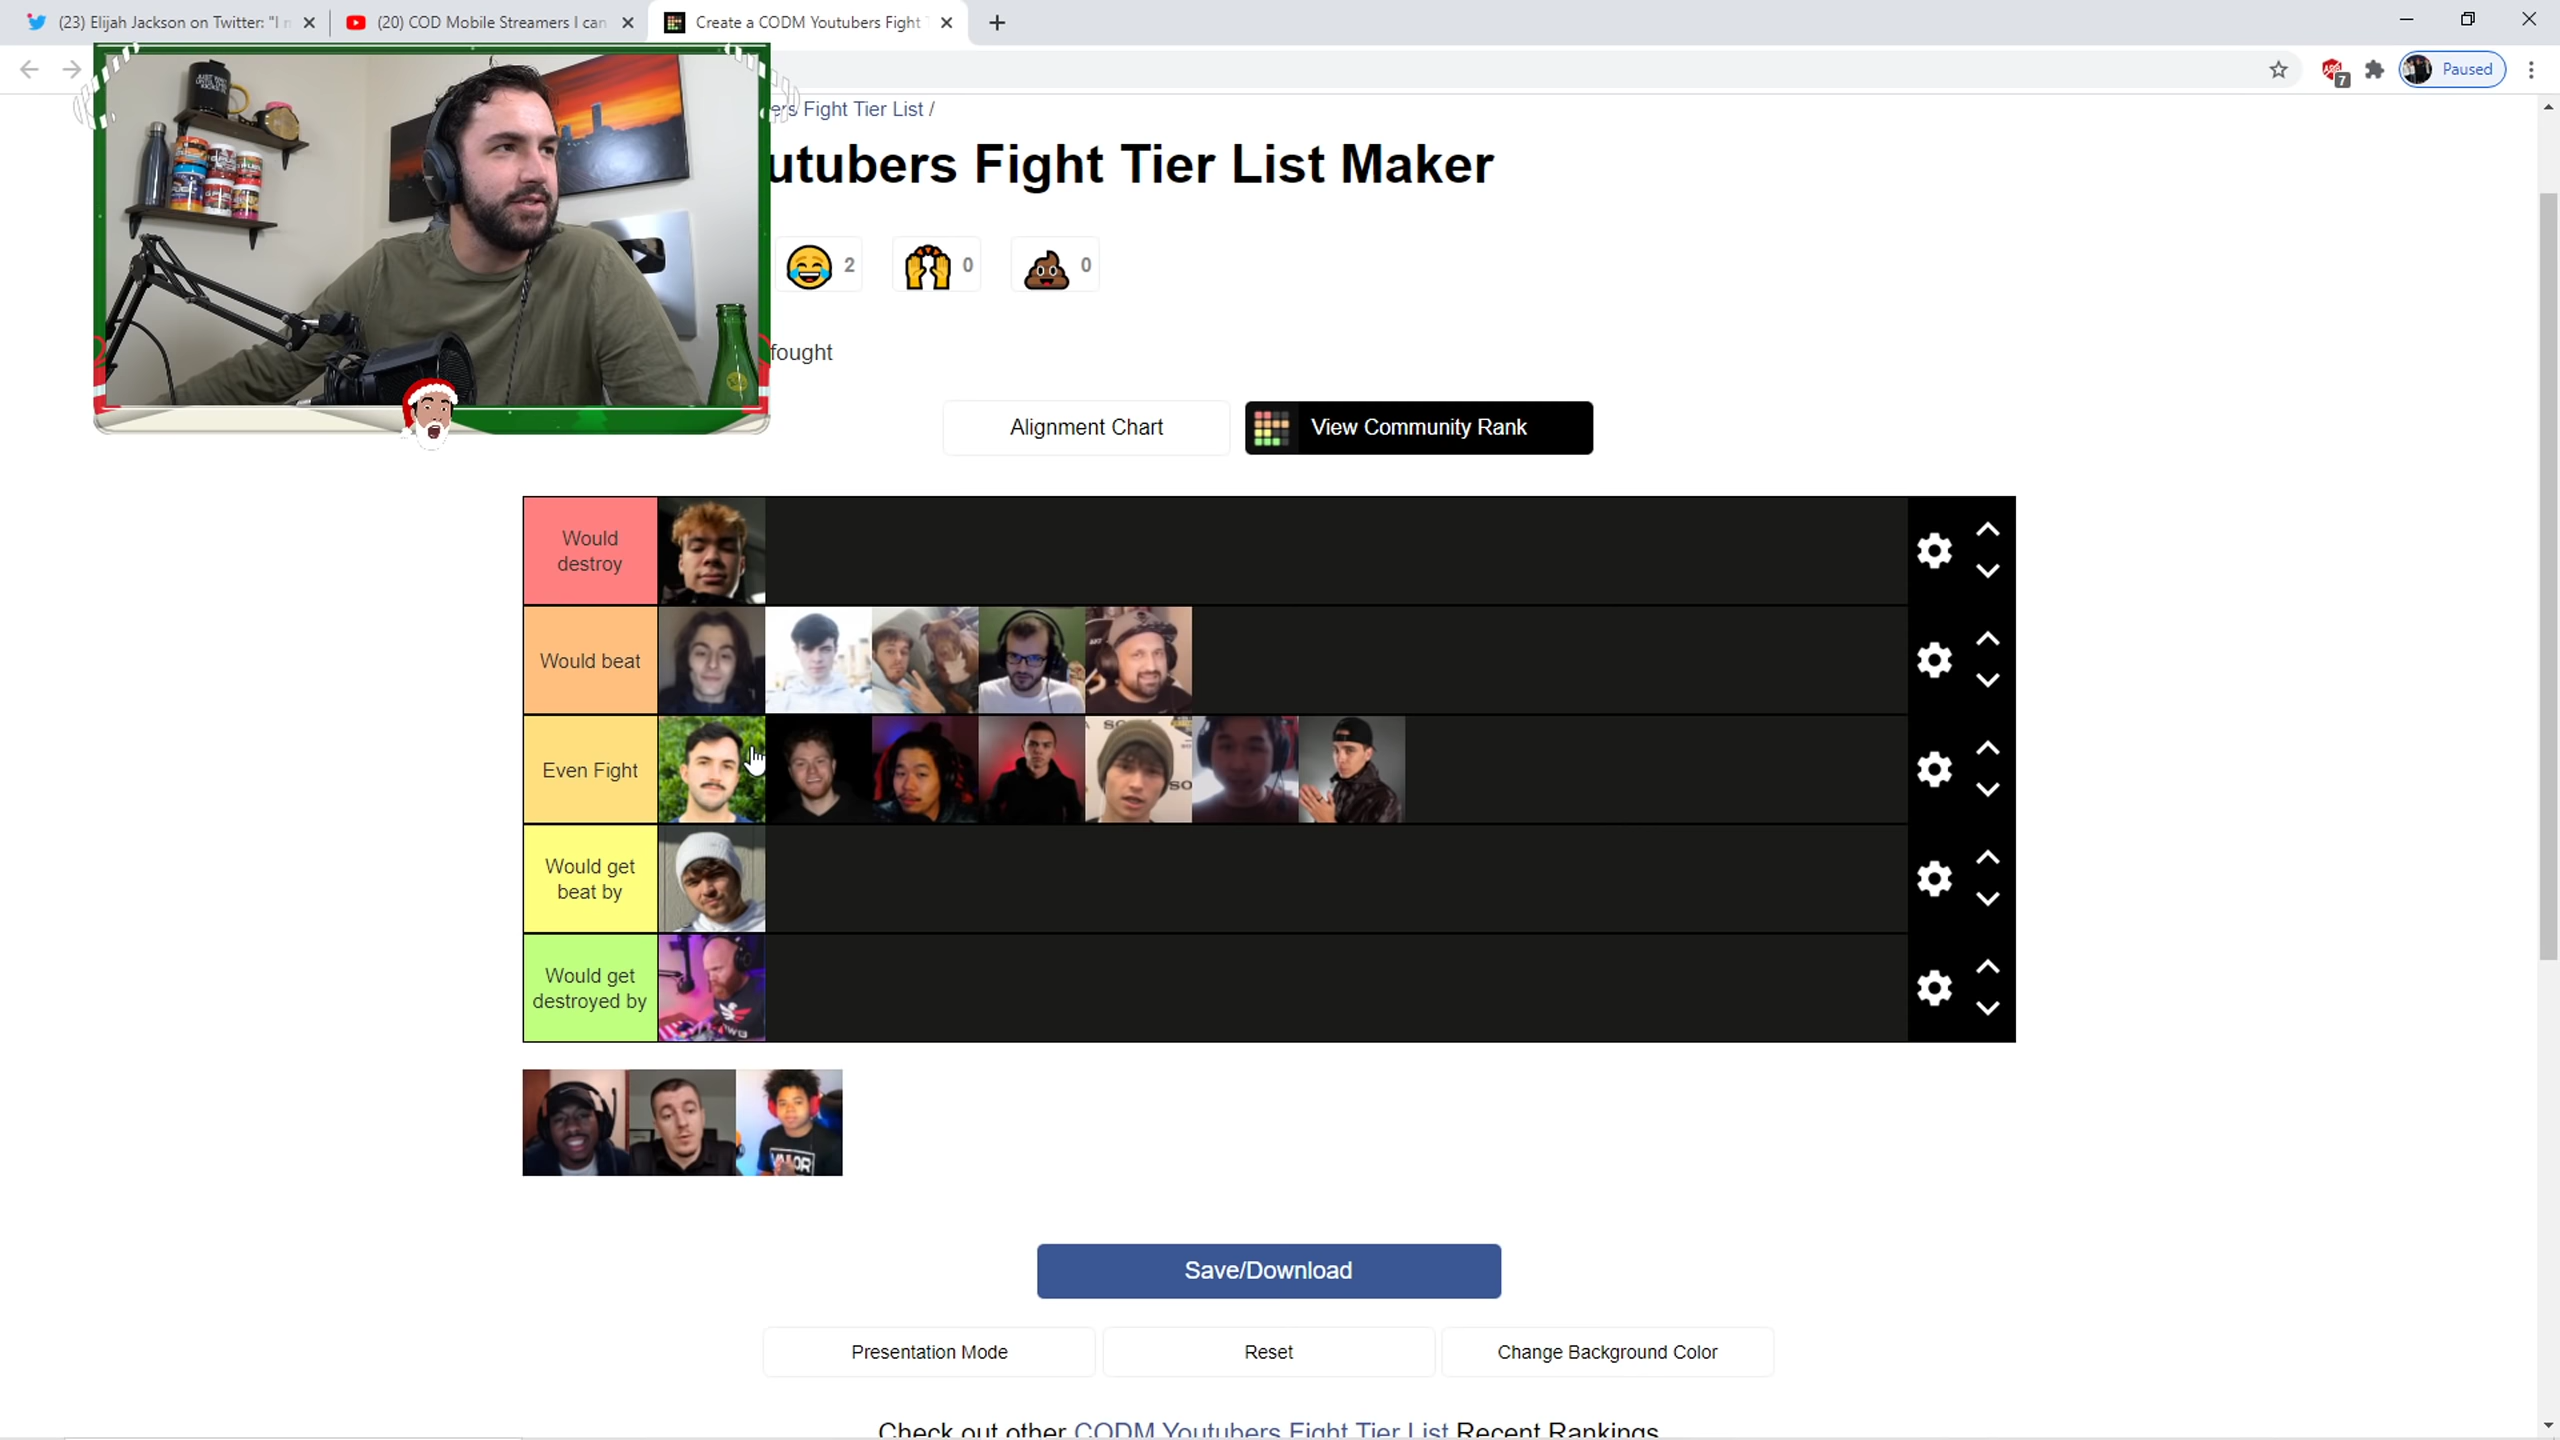 (23) Elijah Jackson on Twitter: "I n
(20) COD Mobile Streamers I can
Create a CODM Youtubers Fight T
Paused
7
ers Fight Tier List /
utubers Fight Tier List Maker
2
0
0
fought
Alignment Chart
View Community Rank
Would
destroy
Would beat
Even Fight
Would get
beat by
Would get
destroyed by
Save/Download
Presentation Mode
Reset
Change Background Color
Check out other CODM Youtubers Fight Tier List Recent Rankings